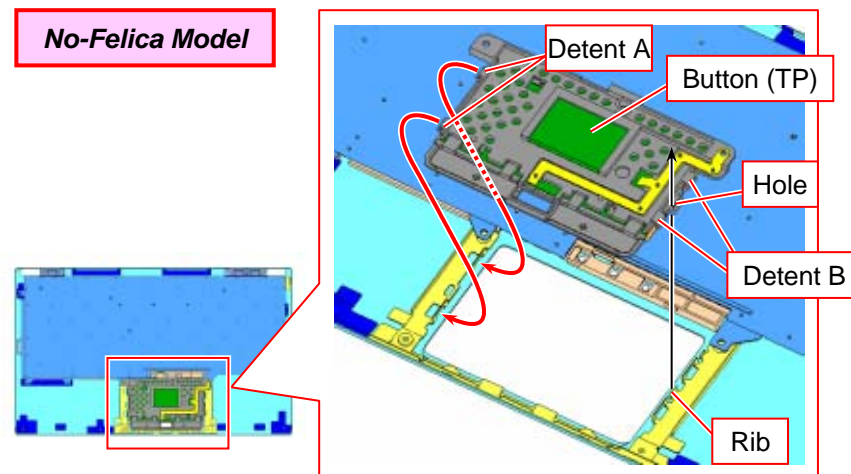 No-Felica Model
Detent A
Button (TP)
Hole
Detent B
Rib